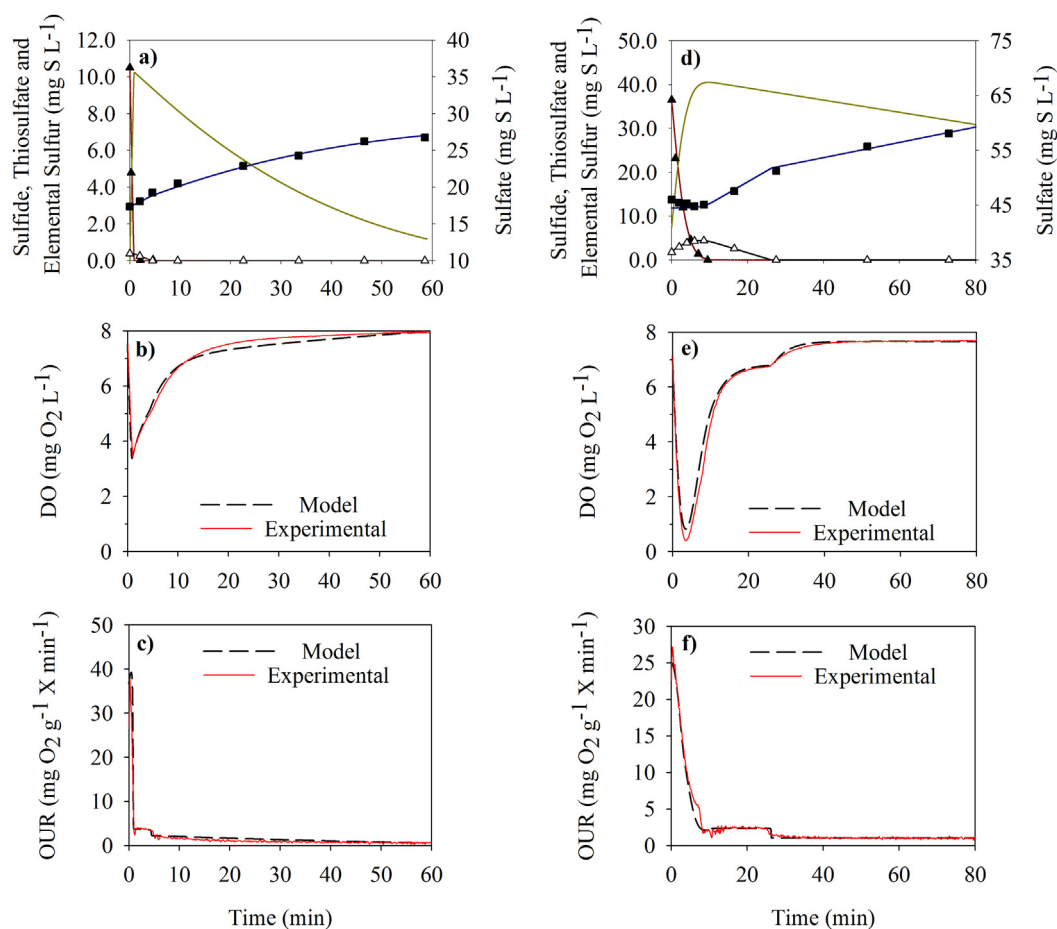 a)
Sulfide, Thiosulfate and
Elemental Sulfur (mg S L-1)
12.0
10.0
8.0
6.0
4.0
2.0
0.0
40
35
30
25
20
15
10
Sulfate (mg S L-1)
0 10 20 30 40 50 60
d)
Sulfide, Thiosulfate and
Elemental Sulfur (mg S L-1)
50.0
40.0
30.0
20.0
10.0
0.0
75
65
55
45
35
Sulfate (mg S L-1)
0 20 40 60 80
b)
DO (mg O2 L-1)
8
6
4
2
0
Model
Experimental
0 10 20 30 40 50 60
e)
DO (mg O2 L-1)
8
6
4
2
0
Model
Experimental
0 20 40 60 80
c)
OUR (mg O2 g-1 X min-1)
50
40
30
20
10
0
Model
Experimental
0 10 20 30 40 50 60
Time (min)
f)
OUR (mg O2 g-1 X min-1)
30
25
20
15
10
5
0
Model
Experimental
0 20 40 60 80
Time (min)